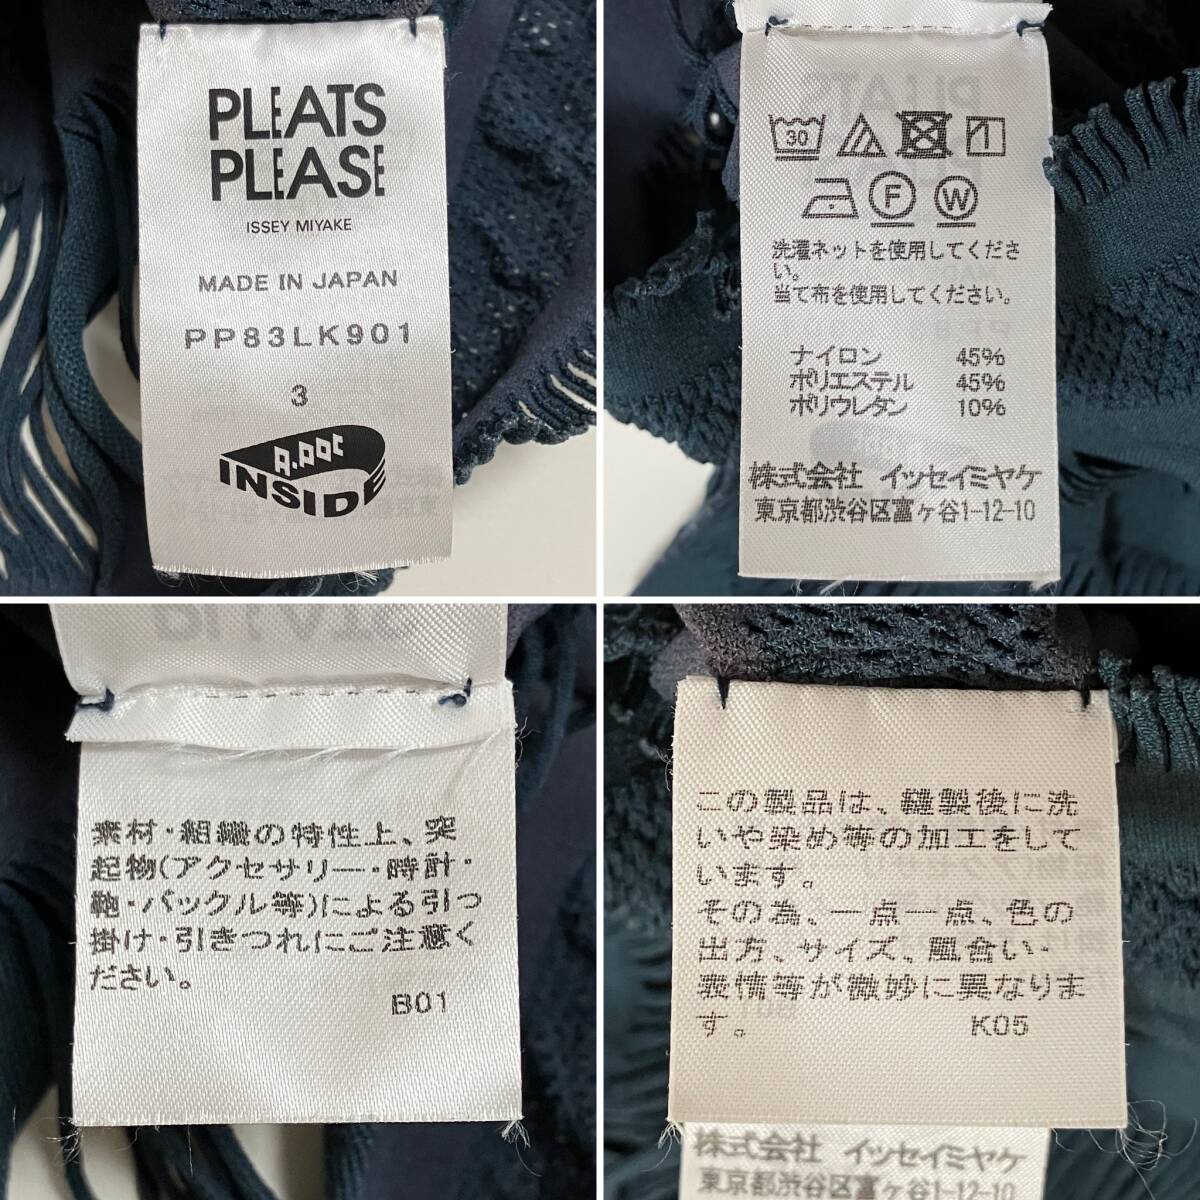 PLEATS
PLEASE
ISSEY MIYAKE
MADE IN JAPAN
PP83LK901
3
A.POC
INSIDE
30
1
F
W
洗濯ネットを使用してくださ
い。
当て布を使用してください。
ナイロン 45%
ポリエステル 45%
ポリウレタン 10%
株式会社 イッセイミヤケ
東京都渋谷区富ヶ谷1-12-10
素材・組織の特性上、突
起物(アクセサリー・時計・
鞄・バックル等)による引っ
掛け・引きつれにご注意く
ださい。
B01
この製品は、縫製後に洗
いや染め等の加工をして
います。
その為、一点一点、色の
出方、サイズ、風合い・
表情等が微妙に異なりま
す。
K05
株式会社 イッセイミヤケ
東京都渋谷区富ヶ谷1-12-10